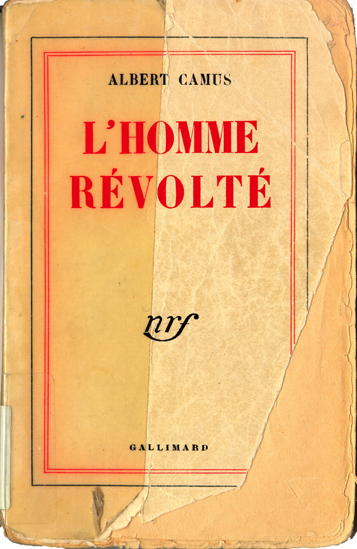 ALBERT CAMUS
L'HOMME
RÉVOLTÉ
nrf
GALLIMARD